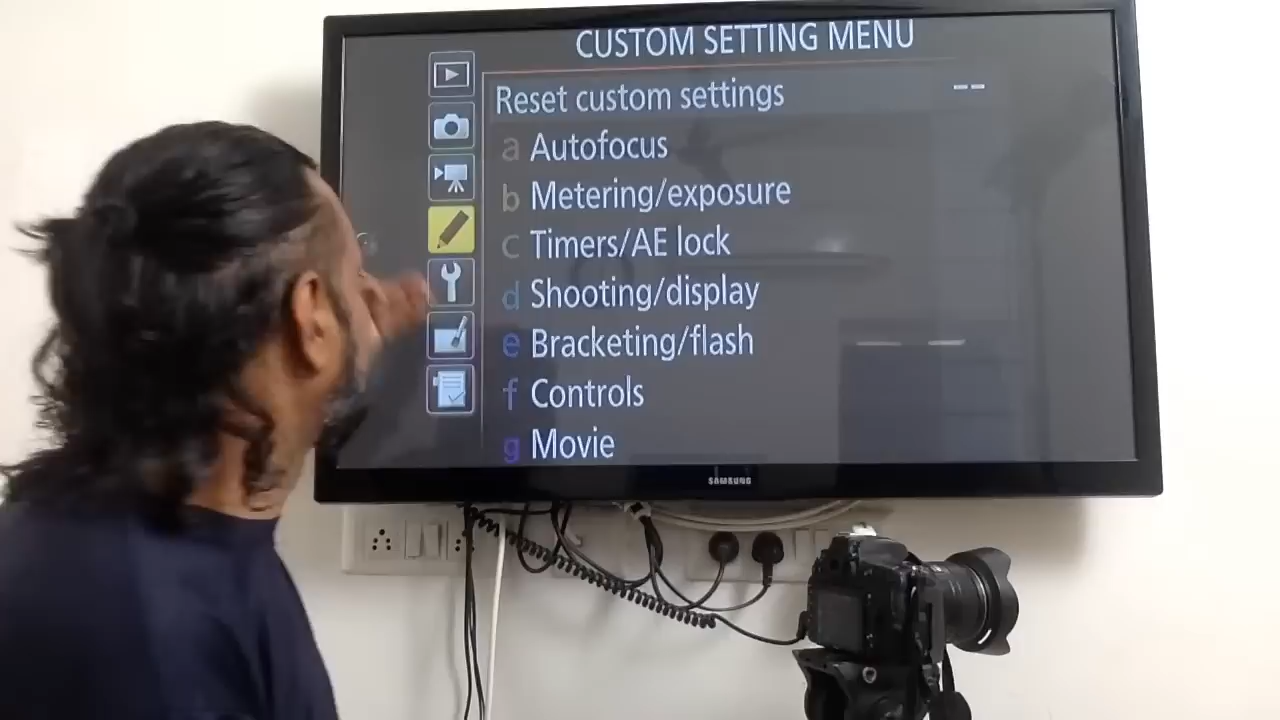 CUSTOM SETTING MENU
Reset custom settings --
a Autofocus
b Metering/exposure
c Timers/AE lock
d Shooting/display
e Bracketing/flash
f Controls
g Movie
SAMSUNG